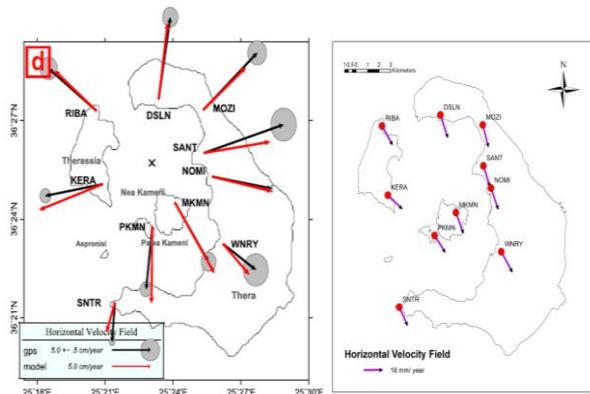 d
DSLN
MOZI
RIBA
36°27'N
SANT
Therassia
NOMI
KERA
Nea Kameni
MKMN
36°24'N
PKMN
Palea Kameni
Aspronisi
WNRY
Thera
SNTR
36°21'N
Horizontal Velocity Field
gps 5.0 +- .5 cm/year
model 5.0 cm/year
25°18'E 25°21'E 25°24'E 25°27'E 25°30'E
Kilometers
N
DSLN
RIBA
MOZI
SANT
NOMI
KERA
MKMN
PKMN
WNRY
SNTR
Horizontal Velocity Field
18 mm/ year